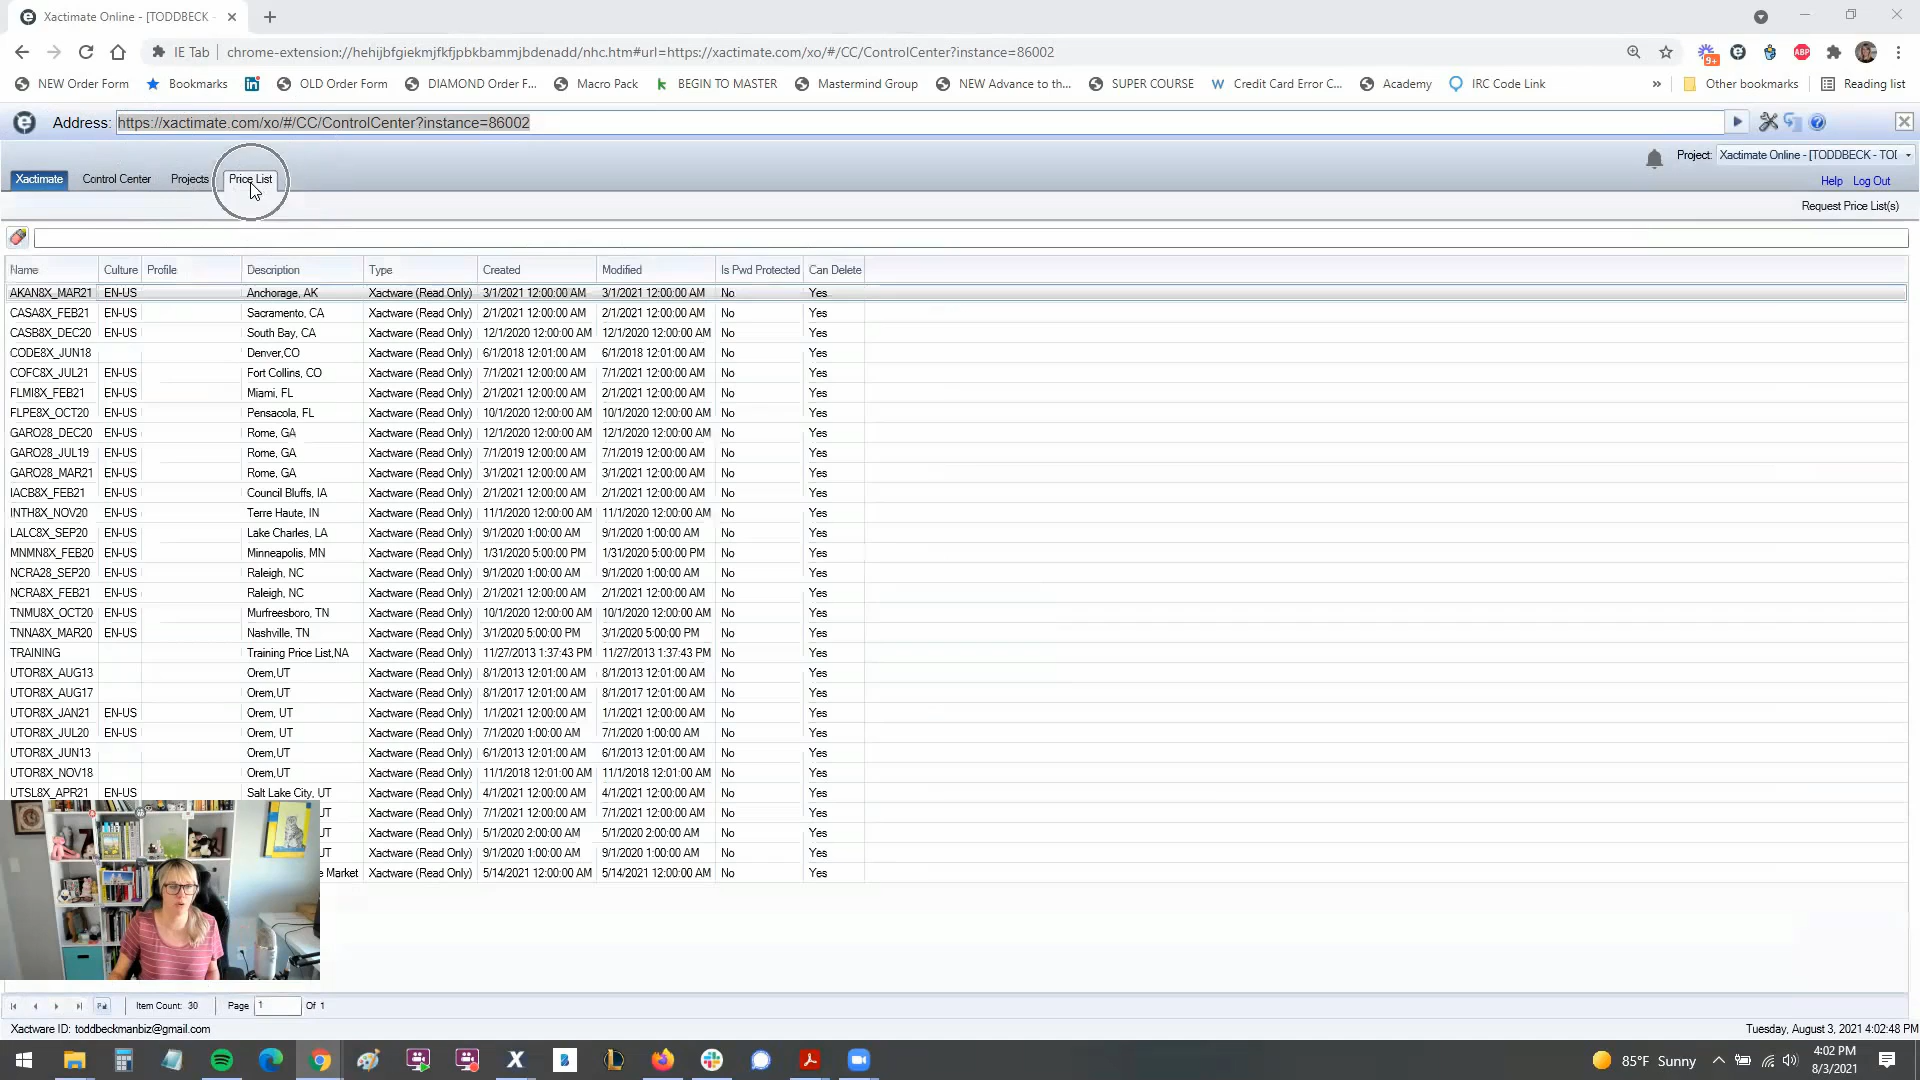 Xactimate Online - [TODDBECK -
IE Tab chrome-extension://hehijbfgiekmjfkfjpbkbammjbdenadd/nhc.htm#url=https://xactimate.com/xo/#/CC/ControlCenter?instance=86002
9+ ABP
NEW Order Form Bookmarks OLD Order Form DIAMOND Order F... Macro Pack k BEGIN TO MASTER Mastermind Group NEW Advance to th... SUPER COURSE W Credit Card Error C... Academy IRC Code Link » Other bookmarks Reading list
Address: https://xactimate.com/xo/#/CC/ControlCenter?instance=86002
Project: Xactimate Online - [TODDBECK - TOI
Xactimate Control Center Projects Price List Help Log Out
Request Price List(s)
Name Culture Profile Description Type Created Modified Is Pwd Protected Can Delete
AKAN8X_MAR21 EN-US Anchorage, AK Xactware (Read Only) 3/1/2021 12:00:00 AM 3/1/2021 12:00:00 AM No Yes
CASA8X_FEB21 EN-US Sacramento, CA Xactware (Read Only) 2/1/2021 12:00:00 AM 2/1/2021 12:00:00 AM No Yes
CASB8X_DEC20 EN-US South Bay, CA Xactware (Read Only) 12/1/2020 12:00:00 AM 12/1/2020 12:00:00 AM No Yes
CODE8X_JUN18 Denver,CO Xactware (Read Only) 6/1/2018 12:01:00 AM 6/1/2018 12:01:00 AM No Yes
COFC8X_JUL21 EN-US Fort Collins, CO Xactware (Read Only) 7/1/2021 12:00:00 AM 7/1/2021 12:00:00 AM No Yes
FLMI8X_FEB21 EN-US Miami, FL Xactware (Read Only) 2/1/2021 12:00:00 AM 2/1/2021 12:00:00 AM No Yes
FLPE8X_OCT20 EN-US Pensacola, FL Xactware (Read Only) 10/1/2020 12:00:00 AM 10/1/2020 12:00:00 AM No Yes
GARO28_DEC20 EN-US Rome, GA Xactware (Read Only) 12/1/2020 12:00:00 AM 12/1/2020 12:00:00 AM No Yes
GARO28_JUL19 EN-US Rome, GA Xactware (Read Only) 7/1/2019 12:00:00 AM 7/1/2019 12:00:00 AM No Yes
GARO28_MAR21 EN-US Rome, GA Xactware (Read Only) 3/1/2021 12:00:00 AM 3/1/2021 12:00:00 AM No Yes
IACB8X_FEB21 EN-US Council Bluffs, IA Xactware (Read Only) 2/1/2021 12:00:00 AM 2/1/2021 12:00:00 AM No Yes
INTH8X_NOV20 EN-US Terre Haute, IN Xactware (Read Only) 11/1/2020 12:00:00 AM 11/1/2020 12:00:00 AM No Yes
LALC8X_SEP20 EN-US Lake Charles, LA Xactware (Read Only) 9/1/2020 1:00:00 AM 9/1/2020 1:00:00 AM No Yes
MNMN8X_FEB20 EN-US Minneapolis, MN Xactware (Read Only) 1/31/2020 5:00:00 PM 1/31/2020 5:00:00 PM No Yes
NCRA28_SEP20 EN-US Raleigh, NC Xactware (Read Only) 9/1/2020 1:00:00 AM 9/1/2020 1:00:00 AM No Yes
NCRA8X_FEB21 EN-US Raleigh, NC Xactware (Read Only) 2/1/2021 12:00:00 AM 2/1/2021 12:00:00 AM No Yes
TNMU8X_OCT20 EN-US Murfreesboro, TN Xactware (Read Only) 10/1/2020 12:00:00 AM 10/1/2020 12:00:00 AM No Yes
TNNA8X_MAR20 EN-US Nashville, TN Xactware (Read Only) 3/1/2020 5:00:00 PM 3/1/2020 5:00:00 PM No Yes
TRAINING Training Price List,NA Xactware (Read Only) 11/27/2013 1:37:43 PM 11/27/2013 1:37:43 PM No Yes
UTOR8X_AUG13 Orem,UT Xactware (Read Only) 8/1/2013 12:01:00 AM 8/1/2013 12:01:00 AM No Yes
UTOR8X_AUG17 Orem,UT Xactware (Read Only) 8/1/2017 12:01:00 AM 8/1/2017 12:01:00 AM No Yes
UTOR8X_JAN21 EN-US Orem, UT Xactware (Read Only) 1/1/2021 12:00:00 AM 1/1/2021 12:00:00 AM No Yes
UTOR8X_JUL20 EN-US Orem, UT Xactware (Read Only) 7/1/2020 1:00:00 AM 7/1/2020 1:00:00 AM No Yes
UTOR8X_JUN13 Orem,UT Xactware (Read Only) 6/1/2013 12:01:00 AM 6/1/2013 12:01:00 AM No Yes
UTOR8X_NOV18 Orem,UT Xactware (Read Only) 11/1/2018 12:01:00 AM 11/1/2018 12:01:00 AM No Yes
UTSL8X_APR21 EN-US Salt Lake City, UT Xactware (Read Only) 4/1/2021 12:00:00 AM 4/1/2021 12:00:00 AM No Yes
UT Xactware (Read Only) 7/1/2021 12:00:00 AM 7/1/2021 12:00:00 AM No Yes
UT Xactware (Read Only) 5/1/2020 2:00:00 AM 5/1/2020 2:00:00 AM No Yes
UT Xactware (Read Only) 9/1/2020 1:00:00 AM 9/1/2020 1:00:00 AM No Yes
e Market Xactware (Read Only) 5/14/2021 12:00:00 AM 5/14/2021 12:00:00 AM No Yes
Item Count: 30 Page 1 Of 1
Xactware ID: toddbeckmanbiz@gmail.com Tuesday, August 3, 2021 4:02:48 PM
85°F Sunny 4:02 PM
8/3/2021